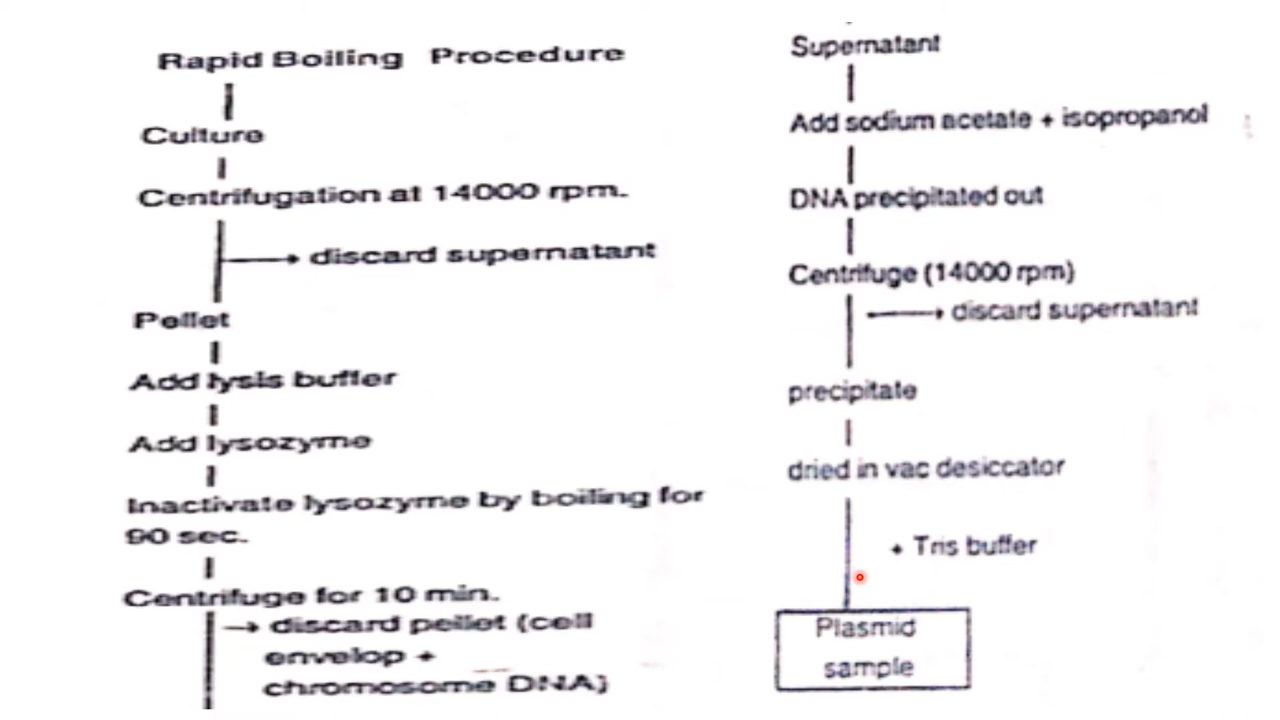 Rapid Boiling Procedure
Culture
Centrifugation at 14000 rpm.
discard supernatant
Pellet
Add lysis buffer
Add lysozyme
Inactivate lysozyme by boiling for
90 sec.
Centrifuge for 10 min.
discard pellet (cell
envelop +
chromosome DNA)
Supernatant
Add sodium acetate + isopropanol
DNA precipitated out
Centrifuge (14000 rpm)
discard supernatant
precipitate
dried in vac desiccator
+ Tris buffer
Plasmid
sample